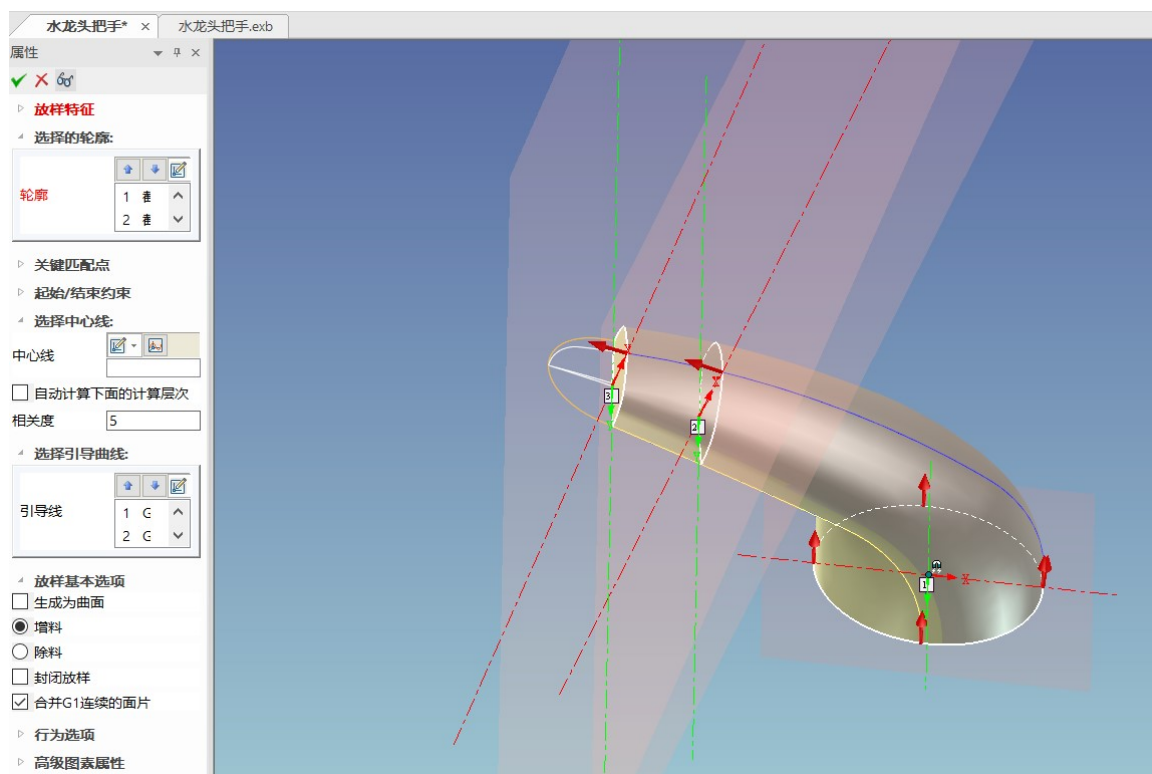 水龙头把手* ×
水龙头把手.exb
属性
放样特征
选择的轮廓:
轮廓
1
2
关键匹配点
起始/结束约束
选择中心线:
中心线
自动计算下面的计算层次
相关度 5
选择引导曲线:
引导线
1 G
2 G
放样基本选项
生成为曲面
增料
除料
封闭放样
合并G1连续的面片
行为选项
高级图素属性
3
2
X
1
X